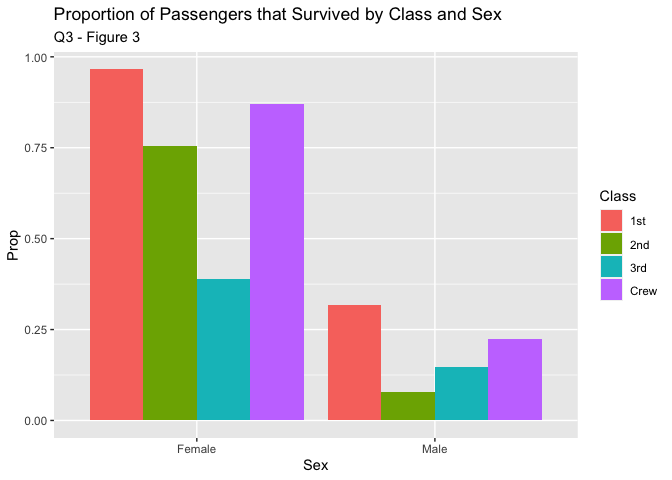 Proportion of Passengers that Survived by Class and Sex
Q3 - Figure 3
1.00
0.75
0.50
0.25
0.00
Prop
Female
Male
Sex
Class
1st
2nd
3rd
Crew